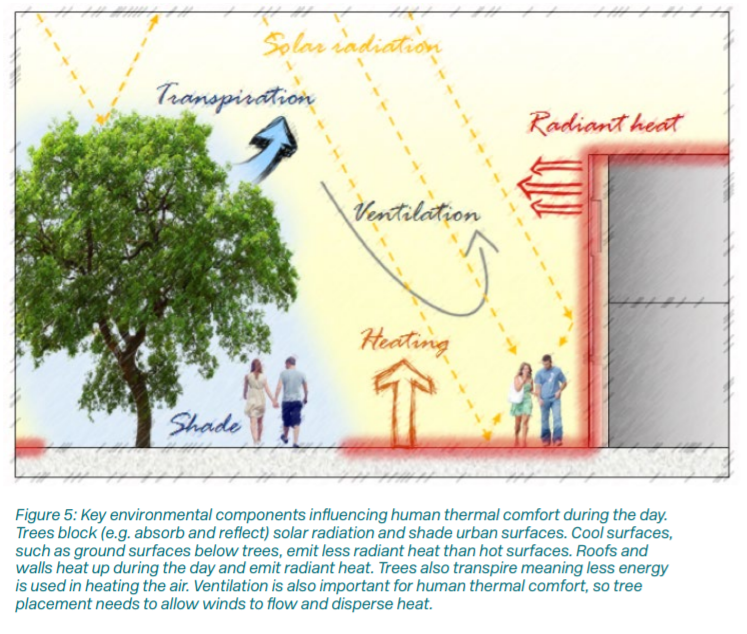 Solar radiation
Transpiration
Radiant heat
Ventilation
Heating
Shade
Figure 5: Key environmental components influencing human thermal comfort during the day.
Trees block (e.g. absorb and reflect) solar radiation and shade urban surfaces. Cool surfaces,
such as ground surfaces below trees, emit less radiant heat than hot surfaces. Roofs and
walls heat up during the day and emit radiant heat. Trees also transpire meaning less energy
is used in heating the air. Ventilation is also important for human thermal comfort, so tree
placement needs to allow winds to flow and disperse heat.